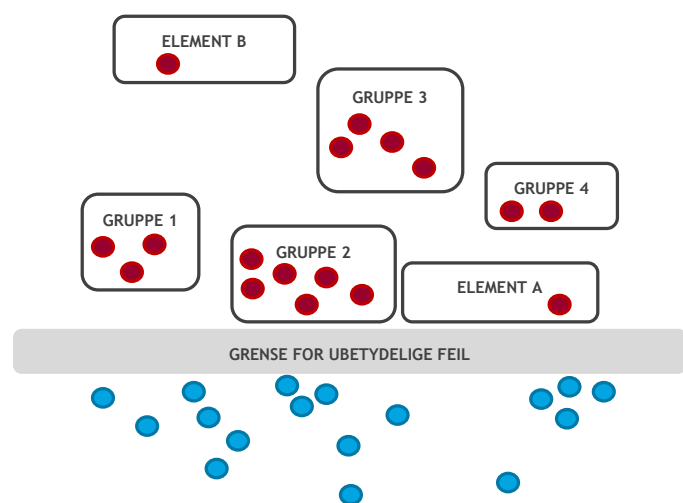 ELEMENT B
GRUPPE 3
GRUPPE 4
GRUPPE 1
GRUPPE 2
ELEMENT A
GRENSE FOR UBETYDELIGE FEIL